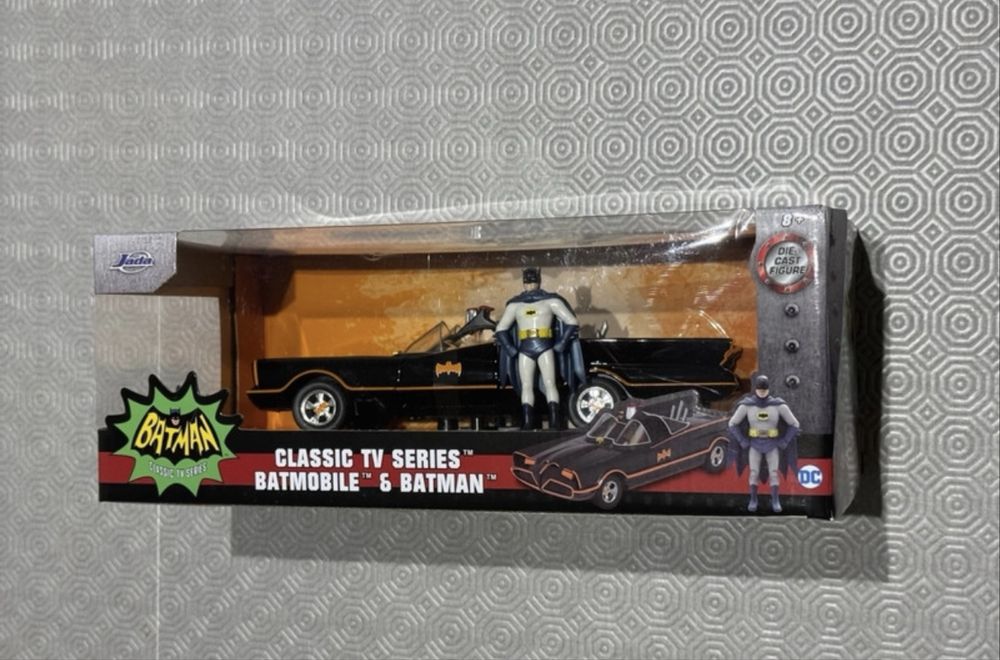 Jada
8+
DIE
CAST
FIGURE
BATMAN
CLASSIC TV SERIES
CLASSIC TV SERIES™
BATMOBILE™ & BATMAN™
DC